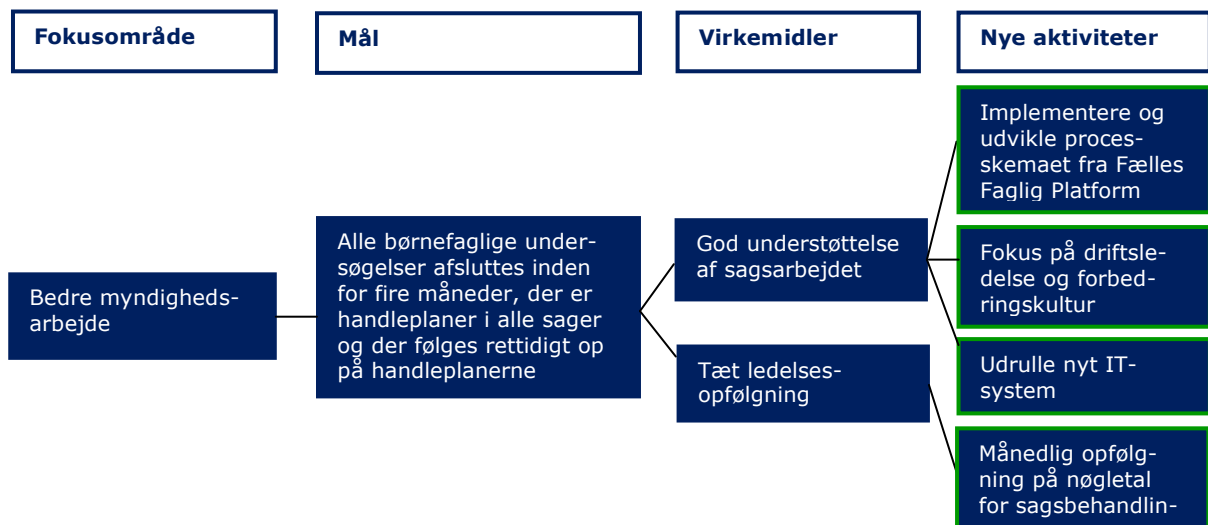 Fokusområde
Mål
Virkemidler
Nye aktiviteter
Bedre myndigheds-
arbejde
Alle børnefaglige under-
søgelser afsluttes inden
for fire måneder, der er
handleplaner i alle sager
og der følges rettidigt op
på handleplanerne
God understøttelse
af sagsarbejdet
Tæt ledelses-
opfølgning
Implementere og
udvikle proces-
skemaet fra Fælles
Faglig Platform
Fokus på driftsle-
delse og forbed-
ringskultur
Udrulle nyt IT-
system
Månedlig opfølg-
ning på nøgletal
for sagsbehandlin-